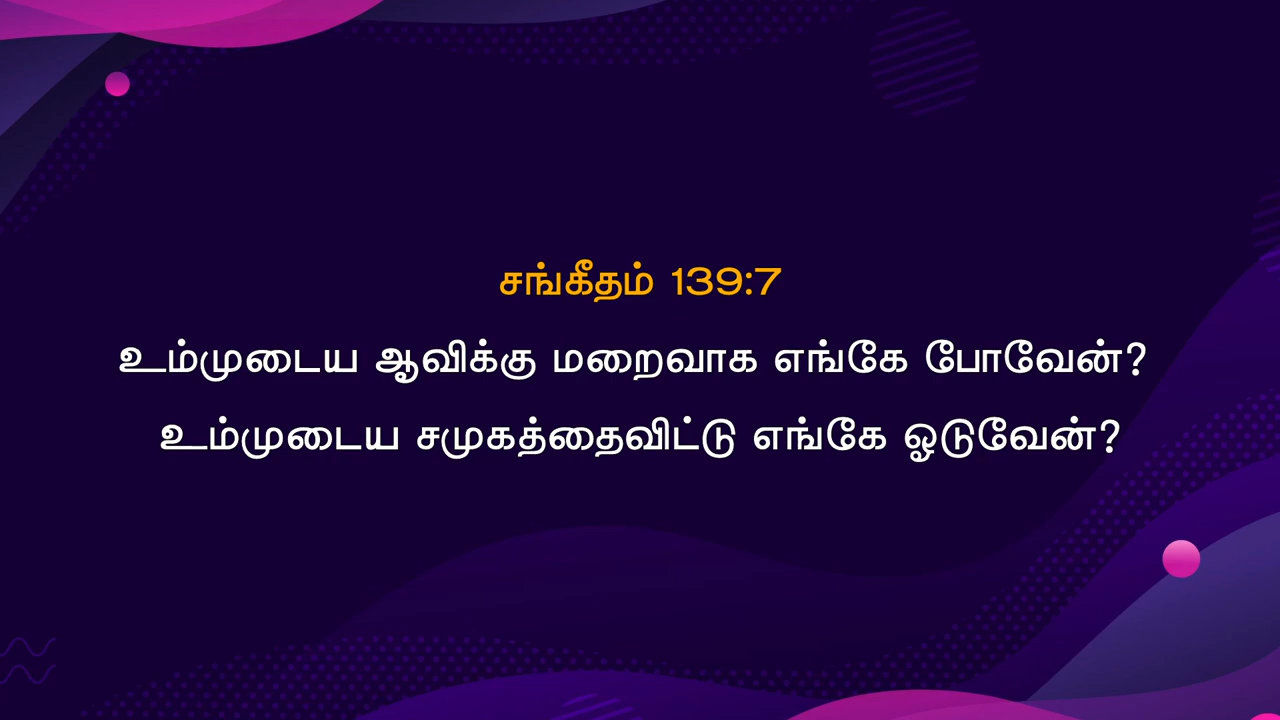 சங்கீதம் 139:7
உம்முடைய ஆவிக்கு மறைவாக எங்கே போவேன்?
உம்முடைய சமுகத்தைவிட்டு எங்கே ஓடுவேன்?